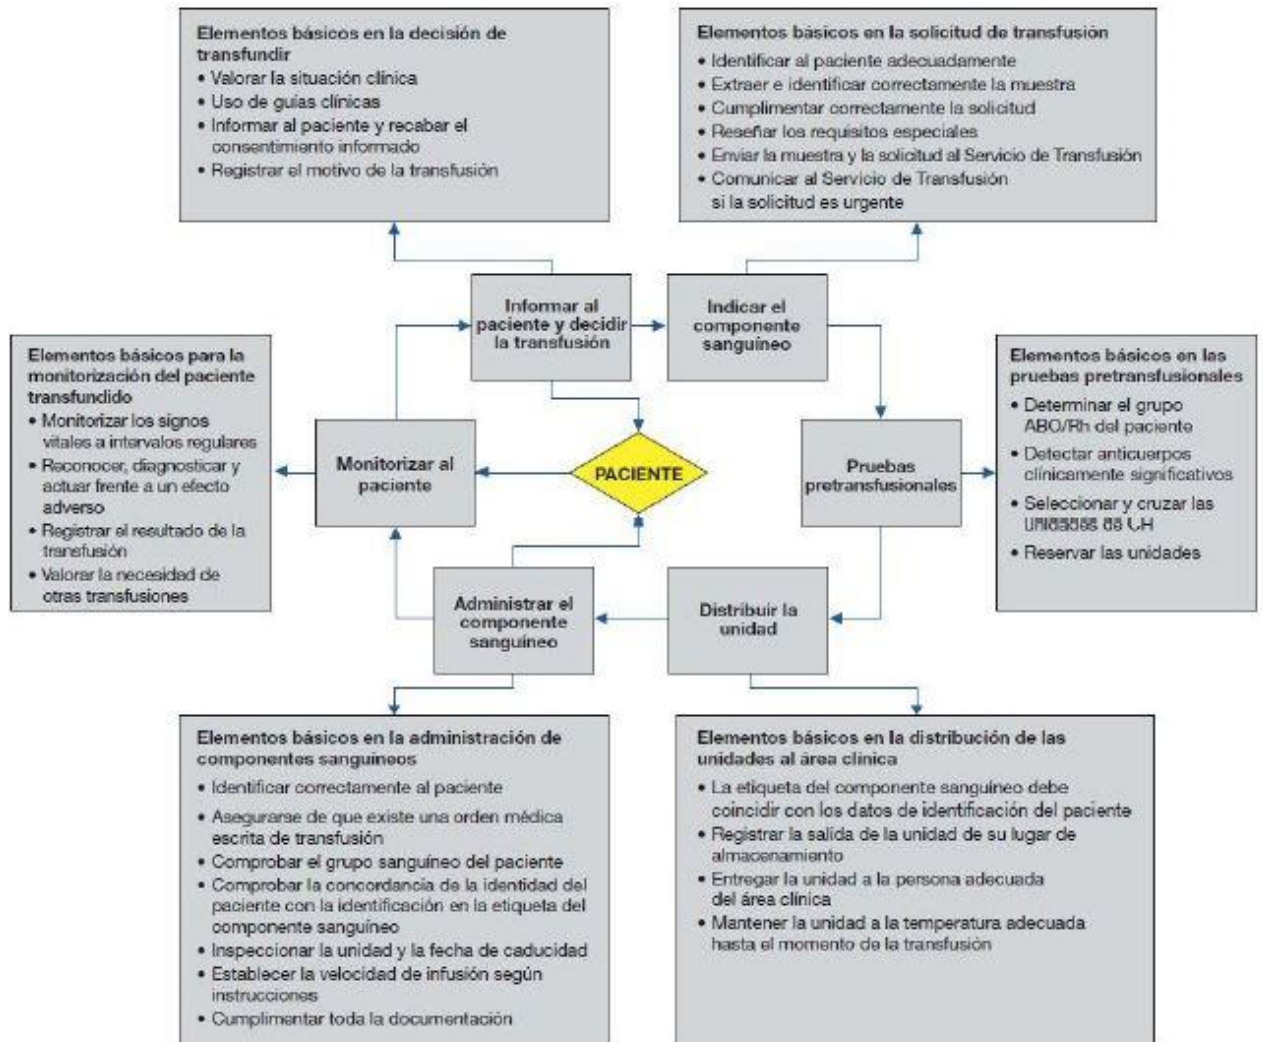 Elementos básicos en la decisión de
transfundir
• Valorar la situación clínica
• Uso de guías clínicas
• Informar al paciente y recabar el
consentimiento informado
• Registrar el motivo de la transfusión
Elementos básicos en la solicitud de transfusión
• Identificar al paciente adecuadamente
• Extraer e identificar correctamente la muestra
• Cumplimentar correctamente la solicitud
• Reseñar los requisitos especiales
• Enviar la muestra y la solicitud al Servicio de Transfusión
• Comunicar al Servicio de Transfusión
si la solicitud es urgente
Informar al
paciente y decidir
la transfusión
Indicar el
componente
sanguíneo
Elementos básicos para la
monitorización del paciente
transfundido
• Monitorizar los signos
vitales a intervalos regulares
• Reconocer, diagnosticar y
actuar frente a un efecto
adverso
• Registrar el resultado de la
transfusión
• Valorar la necesidad de
otras transfusiones
Monitorizar al
paciente
PACIENTE
Pruebas
pretransfusionales
Elementos básicos en las
pruebas pretransfusionales
• Determinar el grupo
ABO/Rh del paciente
• Detectar anticuerpos
clínicamente significativos
• Seleccionar y cruzar las
unidades de CH
• Reservar las unidades
Administrar el
componente
sanguíneo
Distribuir la
unidad
Elementos básicos en la administración de
componentes sanguíneos
• Identificar correctamente al paciente
• Asegurarse de que existe una orden médica
escrita de transfusión
• Comprobar el grupo sanguíneo del paciente
• Comprobar la concordancia de la identidad del
paciente con la identificación en la etiqueta del
componente sanguíneo
• Inspeccionar la unidad y la fecha de caducidad
• Establecer la velocidad de infusión según
instrucciones
• Cumplimentar toda la documentación
Elementos básicos en la distribución de las
unidades al área clínica
• La etiqueta del componente sanguíneo debe
coincidir con los datos de identificación del paciente
• Registrar la salida de la unidad de su lugar de
almacenamiento
• Entregar la unidad a la persona adecuada
del área clínica
• Mantener la unidad a la temperatura adecuada
hasta el momento de la transfusión